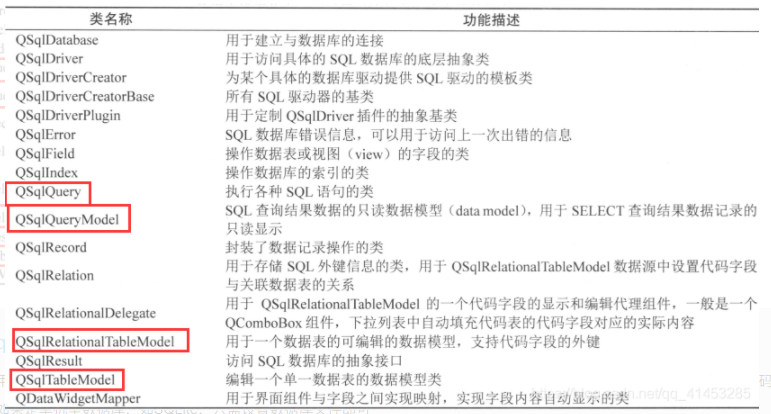 类名称 功能描述
QSqlDatabase 用于建立与数据库的连接
QSqlDriver 用于访问具体的 SQL 数据库的底层抽象类
QSqlDriverCreator 为某个具体的数据库驱动提供 SQL 驱动的模板类
QSqlDriverCreatorBase 所有 SQL 驱动器的基类
QSqlDriverPlugin 用于定制 QSqlDriver 插件的抽象基类
QSqlError SQL 数据库错误信息，可以用于访问上一次出错的信息
QSqlField 操作数据表或视图（view）的字段的类
QSqlIndex 操作数据库的索引的类
QSqlQuery 执行各种 SQL 语句的类
QSqlQueryModel SQL 查询结果数据的只读数据模型（data model），用于 SELECT 查询结果数据记录的
只读显示
QSqlRecord 封装了数据记录操作的类
QSqlRelation 用于存储 SQL 外键信息的类，用于 QSqlRelationalTableModel 数据源中设置代码字段
与关联数据表的关系
QSqlRelationalDelegate 用于 QSqlRelationalTableModel 的一个代码字段的显示和编辑代理组件，一般是一个
QComboBox 组件，下拉列表中自动填充代码表的代码字段对应的实际内容
QSqlRelationalTableModel 用于一个数据表的可编辑的数据模型，支持代码字段的外键
QSqlResult 访问 SQL 数据库的抽象接口
QSqlTableModel 编辑一个单一数据表的数据模型类
QDataWidgetMapper 用于界面组件与字段之间实现映射，实现字段内容自动显示的类
码